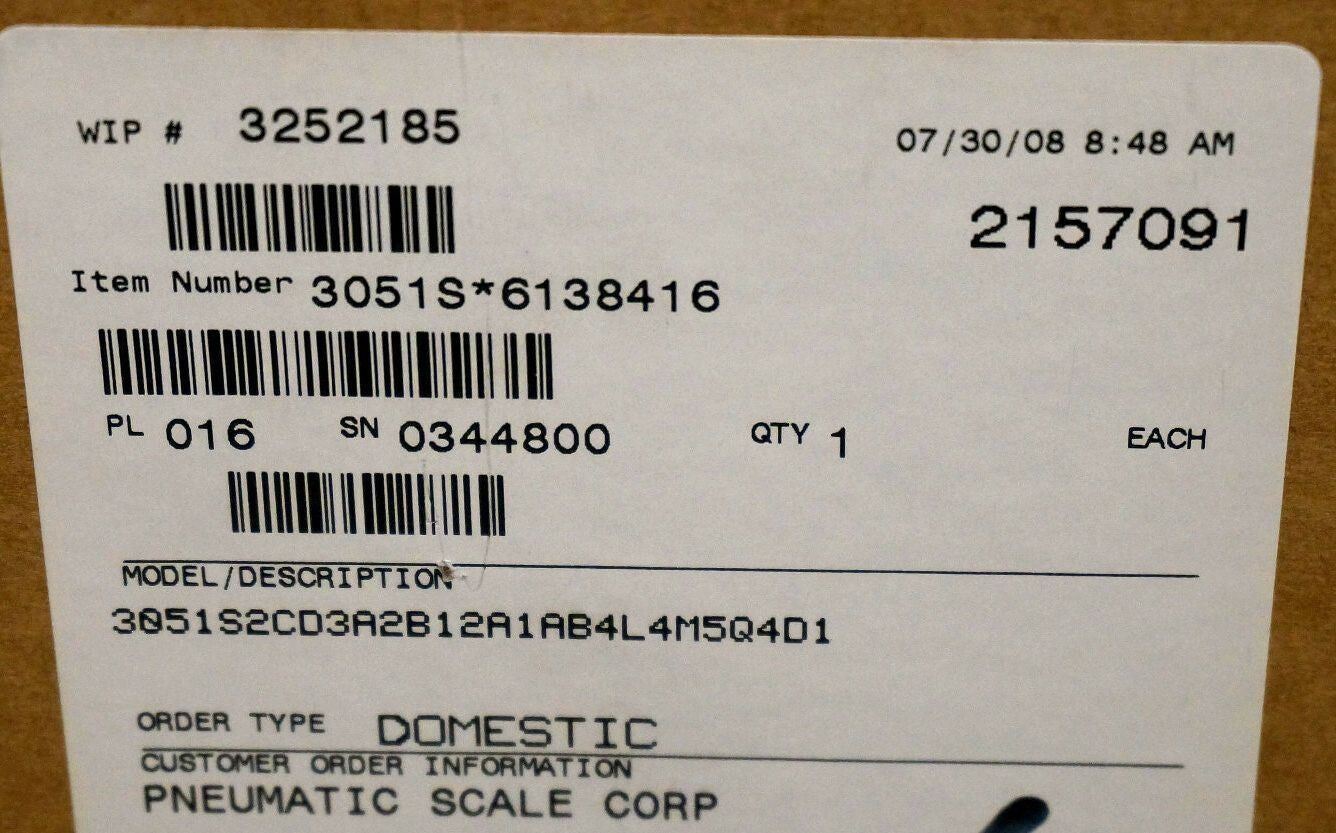 WIP # 3252185 07/30/08 8:48 AM
2157091
Item Number 3051S*6138416
PL 016 SN 0344800 QTY 1 EACH
MODEL/DESCRIPTION
3051S2CD3A2B12A1AB4L4M5Q4D1
ORDER TYPE DOMESTIC
CUSTOMER ORDER INFORMATION
PNEUMATIC SCALE CORP